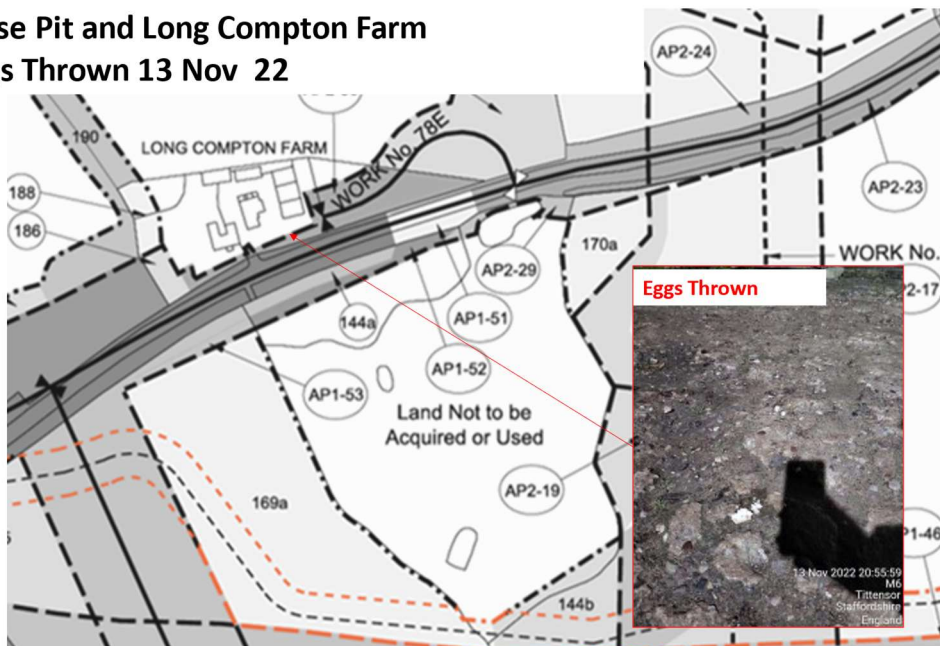 se Pit and Long Compton Farm
s Thrown 13 Nov 22
AP2-24
190
LONG COMPTON FARM
WORK No. 78E
188
186
AP2-23
170a
WORK No.
AP2-29
Eggs Thrown
2-17
144a
AP1-51
AP1-52
AP1-53
Land Not to be
Acquired or Used
AP2-19
169a
P1-46
13 Nov 2022 20:55:59
M6
Tittensor
Staffordshire
England
144b